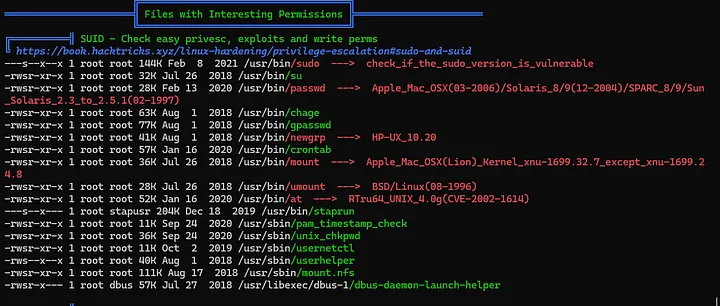 Files with Interesting Permissions
SUID - Check easy privesc, exploits and write perms
https://book.hacktricks.xyz/linux-hardening/privilege-escalation#sudo-and-suid
---s--x--x 1 root root 144K Feb  8  2021 /usr/bin/sudo  --->  check_if_the_sudo_version_is_vulnerable
-rwsr-xr-x 1 root root 32K Jul 26  2018 /usr/bin/su
-rwsr-xr-x 1 root root 28K Feb 13  2020 /usr/bin/passwd  --->  Apple_Mac_OSX(03-2006)/Solaris_8/9(12-2004)/SPARC_8/9/Sun
_Solaris_2.3_to_2.5.1(02-1997)
-rwsr-xr-x 1 root root 63K Aug  1  2018 /usr/bin/chage
-rwsr-xr-x 1 root root 77K Aug  1  2018 /usr/bin/gpasswd
-rwsr-xr-x 1 root root 41K Aug  1  2018 /usr/bin/newgrp  --->  HP-UX_10.20
-rwsr-xr-x 1 root root 57K Jan 16  2020 /usr/bin/crontab
-rwsr-xr-x 1 root root 36K Jul 26  2018 /usr/bin/mount  --->  Apple_Mac_OSX(Lion)_Kernel_xnu-1699.32.7_except_xnu-1699.2
4.8
-rwsr-xr-x 1 root root 28K Jul 26  2018 /usr/bin/umount  --->  BSD/Linux(08-1996)
-rwsr-xr-x 1 root root 52K Jan 16  2020 /usr/bin/at  --->  RTru64_UNIX_4.0g(CVE-2002-1614)
---s--x--- 1 root stapusr 204K Dec 18  2019 /usr/bin/staprun
-rwsr-xr-x 1 root root 11K Sep 24  2020 /usr/sbin/pam_timestamp_check
-rwsr-xr-x 1 root root 36K Sep 24  2020 /usr/sbin/unix_chkpwd
-rwsr-xr-x 1 root root 11K Oct  2  2019 /usr/sbin/usernetctl
-rws--x--x 1 root root 40K Aug  1  2018 /usr/sbin/userhelper
-rwsr-xr-x 1 root root 111K Aug 17  2018 /usr/sbin/mount.nfs
-rwsr-x--- 1 root dbus 57K Jul 27  2018 /usr/libexec/dbus-1/dbus-daemon-launch-helper